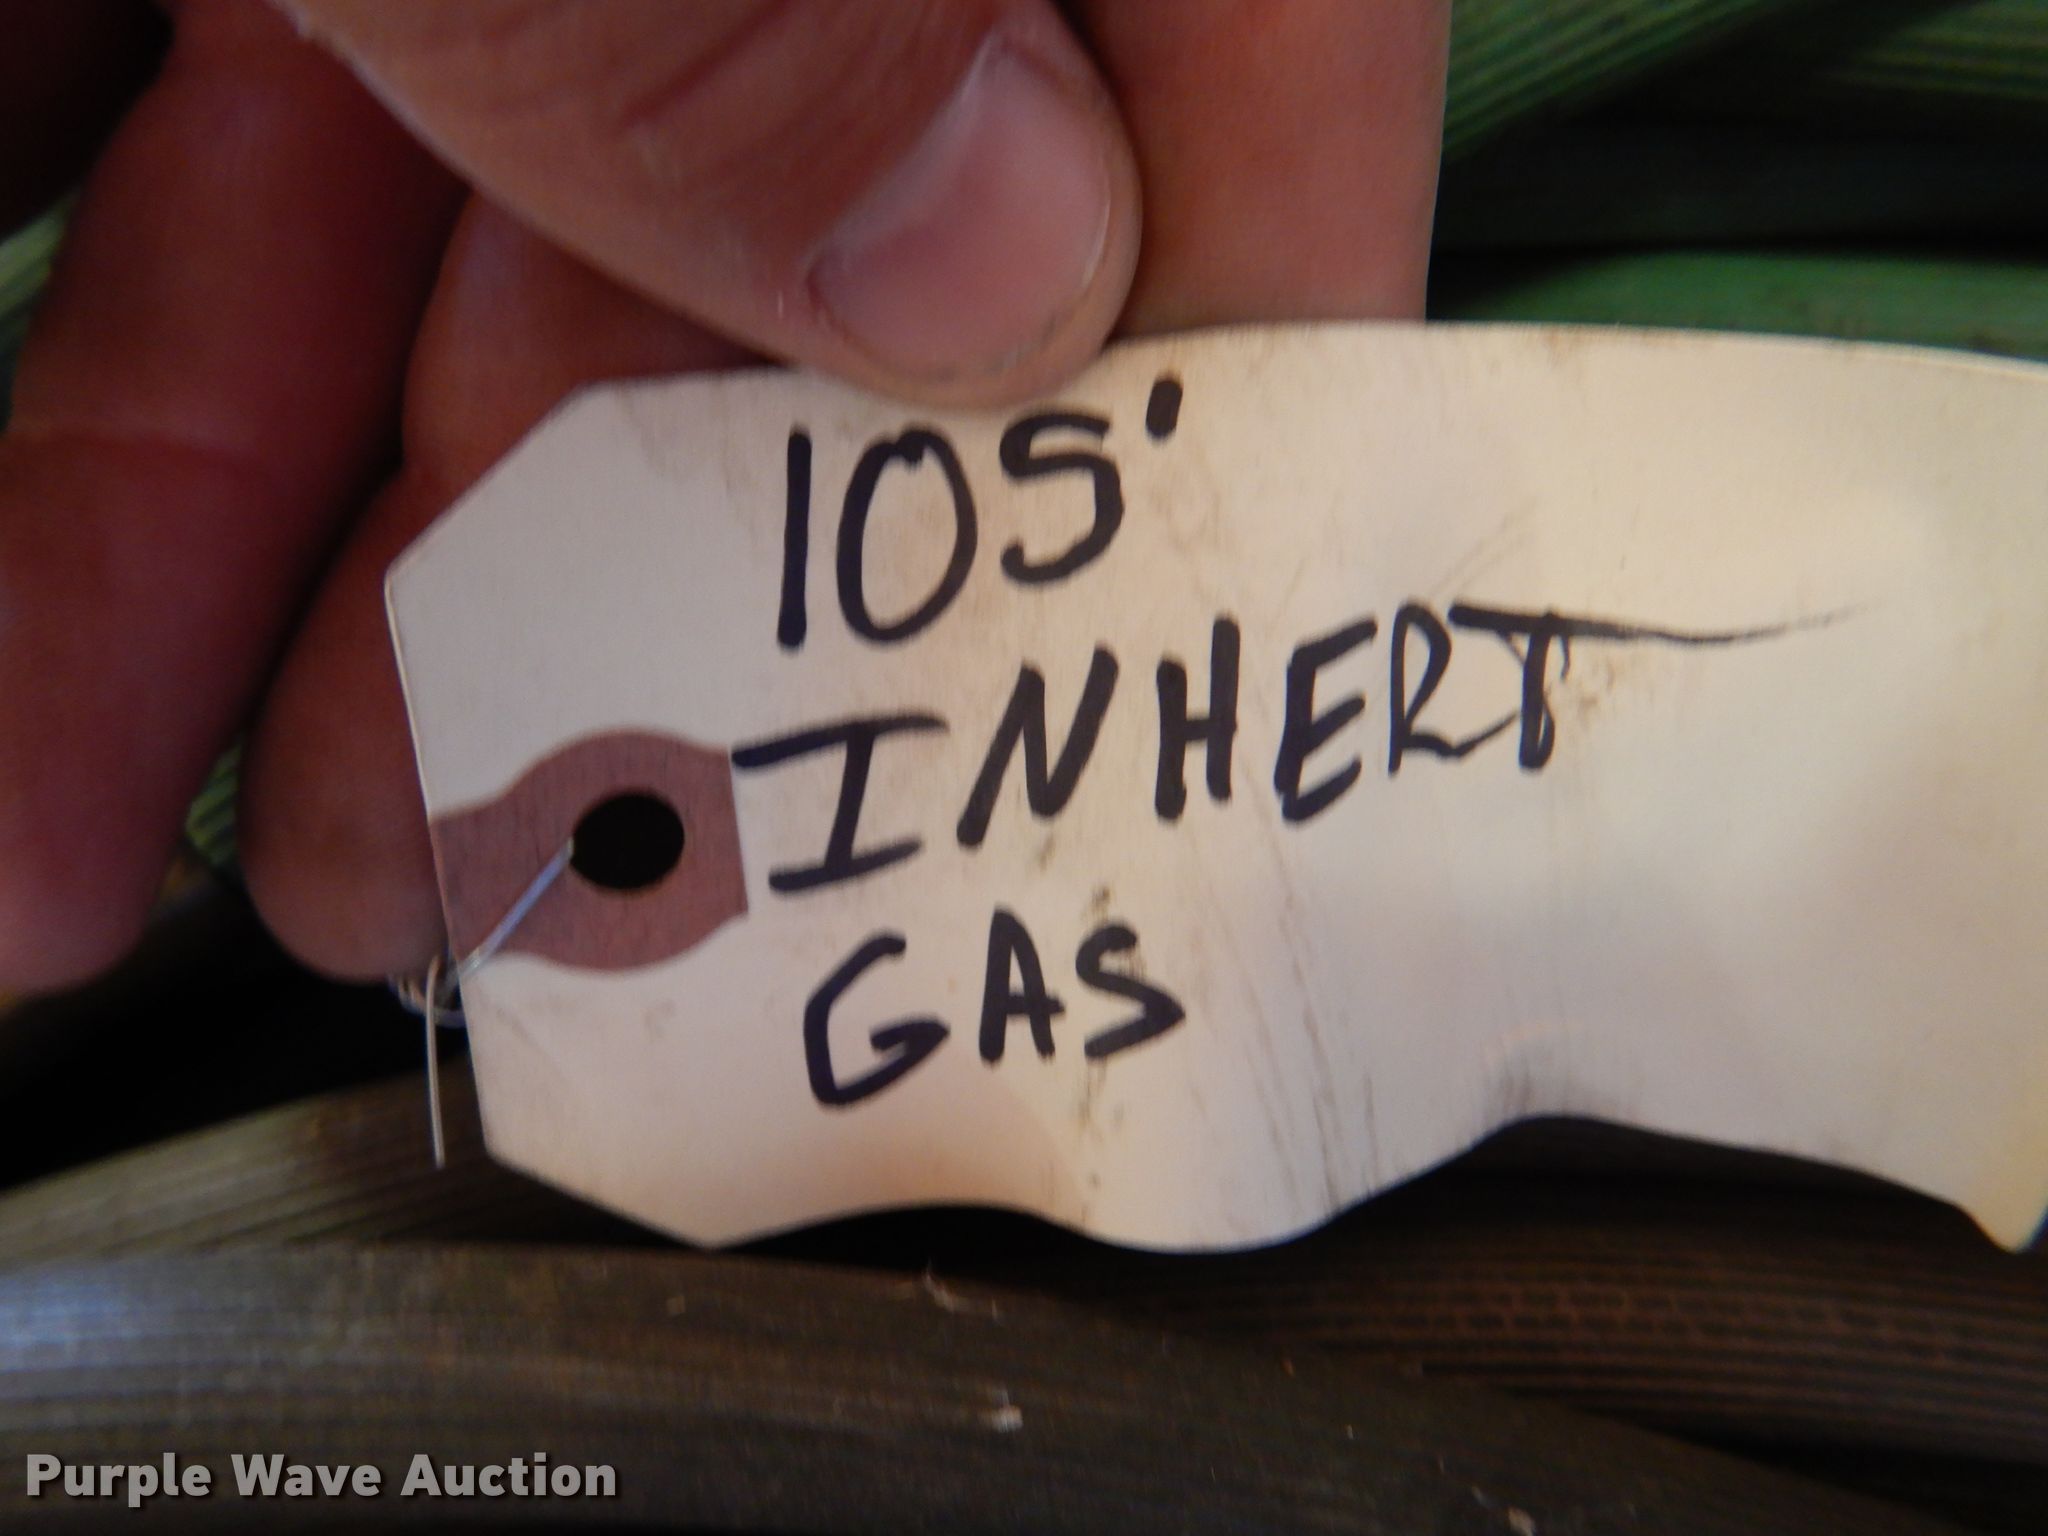 105'
INHERT
GAS
Purple Wave Auction